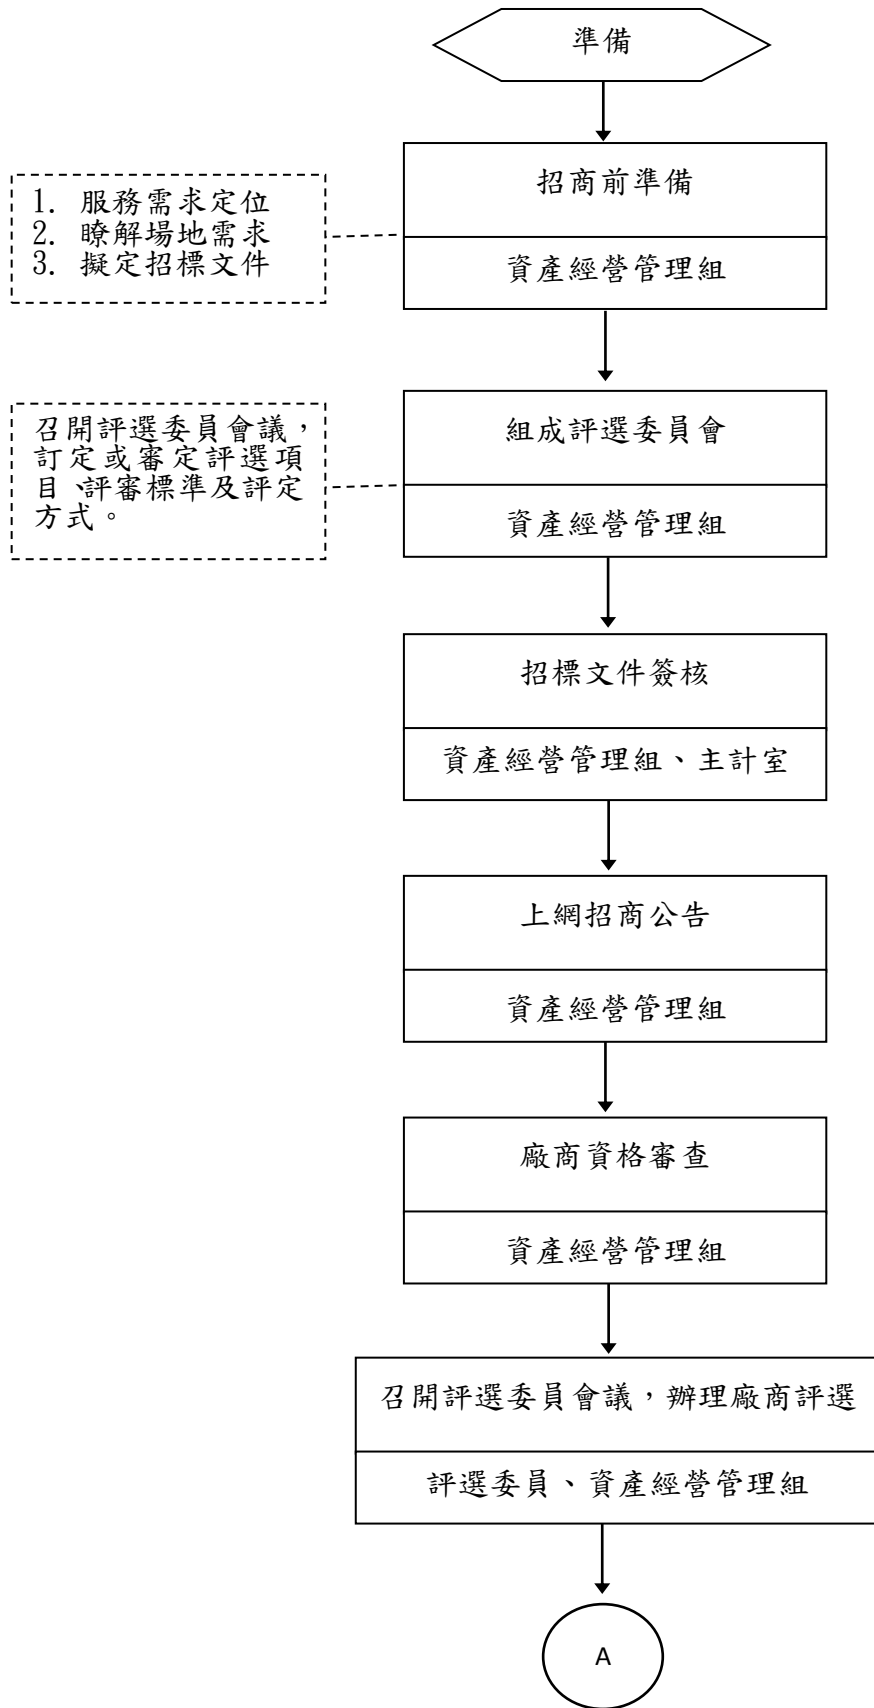 準備
招商前準備
資產經營管理組
1. 服務需求定位
2. 瞭解場地需求
3. 擬定招標文件
組成評選委員會
資產經營管理組
召開評選委員會議，
訂定或審定評選項
目、評審標準及評定
方式。
招標文件簽核
資產經營管理組、主計室
上網招商公告
資產經營管理組
廠商資格審查
資產經營管理組
召開評選委員會議，辦理廠商評選
評選委員、資產經營管理組
A